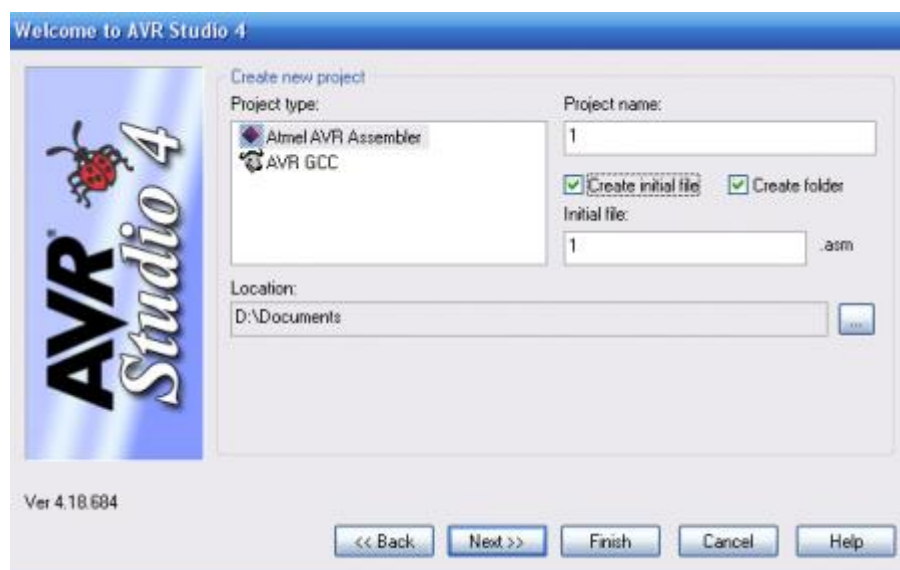 Welcome to AVR Studio 4
AVR Studio 4
Create new project
Project type:
Atmel AVR Assembler
AVR GCC
Project name:
1
Create initial file
Create folder
Initial file:
1
.asm
Location:
D:\Documents
...
Ver 4.18.684
<< Back
Next >>
Finish
Cancel
Help